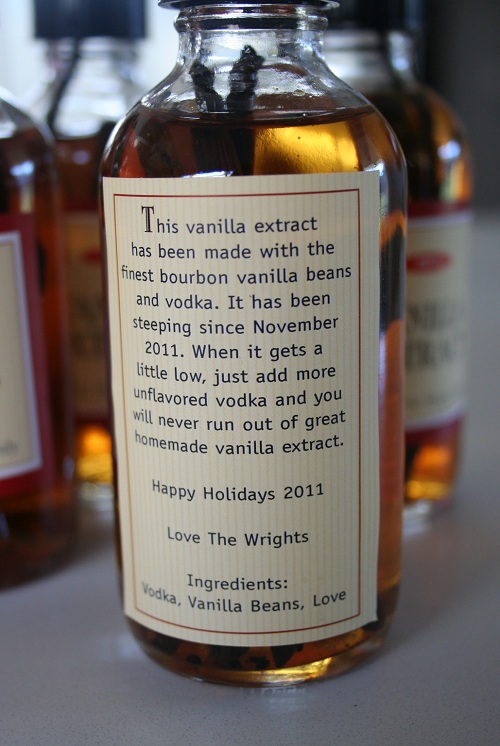 This vanilla extract
has been made with the
finest bourbon vanilla beans
and vodka. It has been
steeping since November
2011. When it gets a
little low, just add more
unflavored vodka and you
will never run out of great
homemade vanilla extract.
Happy Holidays 2011
Love The Wrights
Ingredients:
Vodka, Vanilla Beans, Love